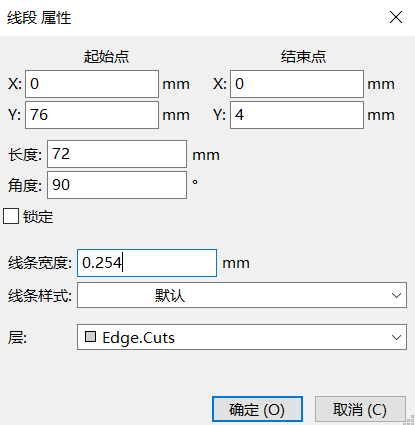 线段 属性
起始点 结束点
X: 0 mm X: 0 mm
Y: 76 mm Y: 4 mm
长度: 72 mm
角度: 90 °
锁定
线条宽度: 0.254 mm
线条样式: 默认
层: Edge.Cuts
确定 (O) 取消 (C)